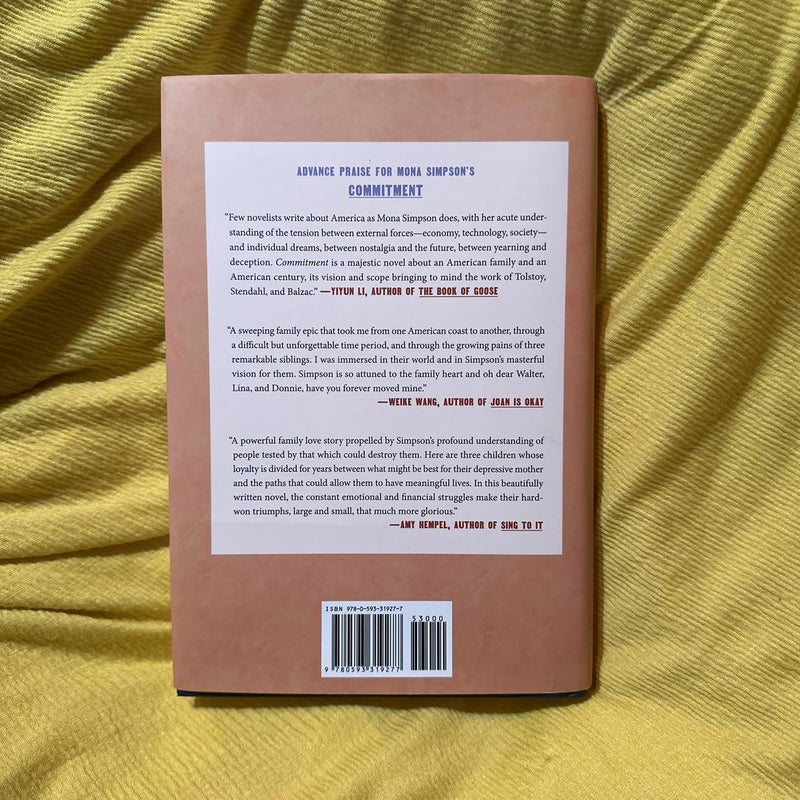 ADVANCE PRAISE FOR MONA SIMPSON'S
COMMITMENT
“Few novelists write about America as Mona Simpson does, with her acute under-
standing of the tension between external forces—economy, technology, society—
and individual dreams, between nostalgia and the future, between yearning and
deception. Commitment is a majestic novel about an American family and an
American century, its vision and scope bringing to mind the work of Tolstoy,
Stendahl, and Balzac.” —YIYUN LI, AUTHOR OF THE BOOK OF GOOSE
“A sweeping family epic that took me from one American coast to another, through
a difficult but unforgettable time period, and through the growing pains of three
remarkable siblings. I was immersed in their world and in Simpson’s masterful
vision for them. Simpson is so attuned to the family heart and oh dear Walter,
Lina, and Donnie, have you forever moved mine.”
—WEIKE WANG, AUTHOR OF JOAN IS OKAY
“A powerful family love story propelled by Simpson’s profound understanding of
people tested by that which could destroy them. Here are three children whose
loyalty is divided for years between what might be best for their depressive mother
and the paths that could allow them to have meaningful lives. In this beautifully
written novel, the constant emotional and financial struggles make their hard-
won triumphs, large and small, that much more glorious.”
—AMY HEMPEL, AUTHOR OF SING TO IT
ISBN 978-0-593-31927-7
53000
9 780593 319277